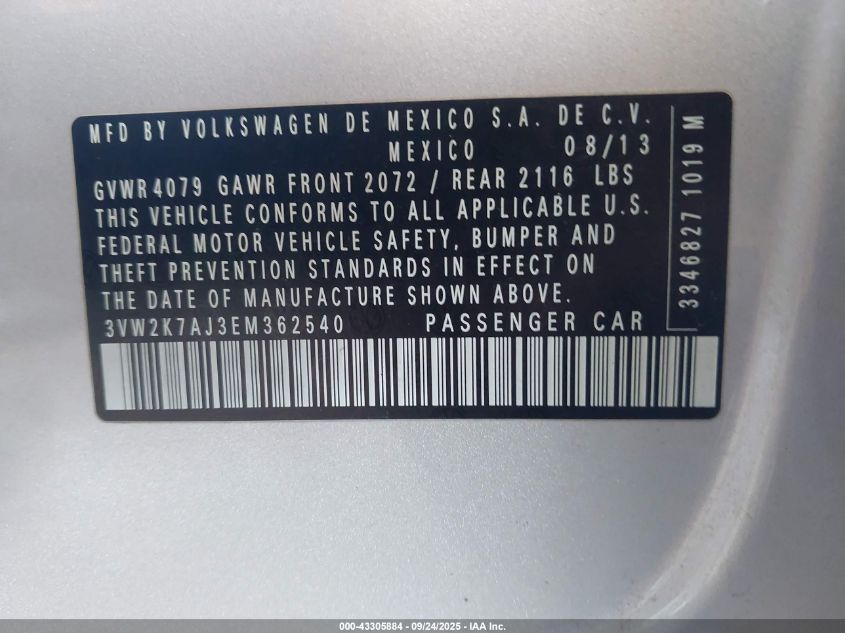 MFD BY VOLKSWAGEN DE MEXICO S.A. DE C.V.
MEXICO 08/13
GVWR 4079 GAWR FRONT 2072 / REAR 2116 LBS
THIS VEHICLE CONFORMS TO ALL APPLICABLE U.S.
FEDERAL MOTOR VEHICLE SAFETY, BUMPER AND
THEFT PREVENTION STANDARDS IN EFFECT ON
THE DATE OF MANUFACTURE SHOWN ABOVE.
3VW2K7AJ3EM362540 PASSENGER CAR
3346827 1019 M
000-43305884 - 09/24/2025 - IAA Inc.